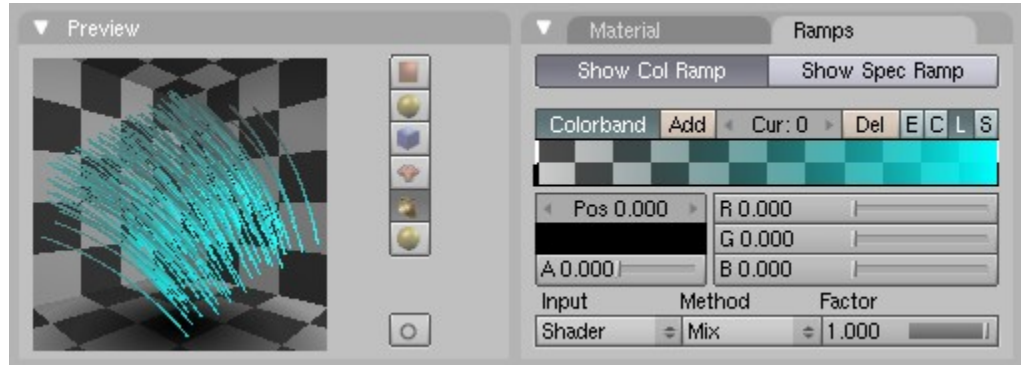 Preview
Material Ramps
Show Col Ramp Show Spec Ramp
Colorband Add Cur: 0 Del E C L S
Pos 0.000 R 0.000
G 0.000
A 0.000 B 0.000
Input Method Factor
Shader Mix 1.000